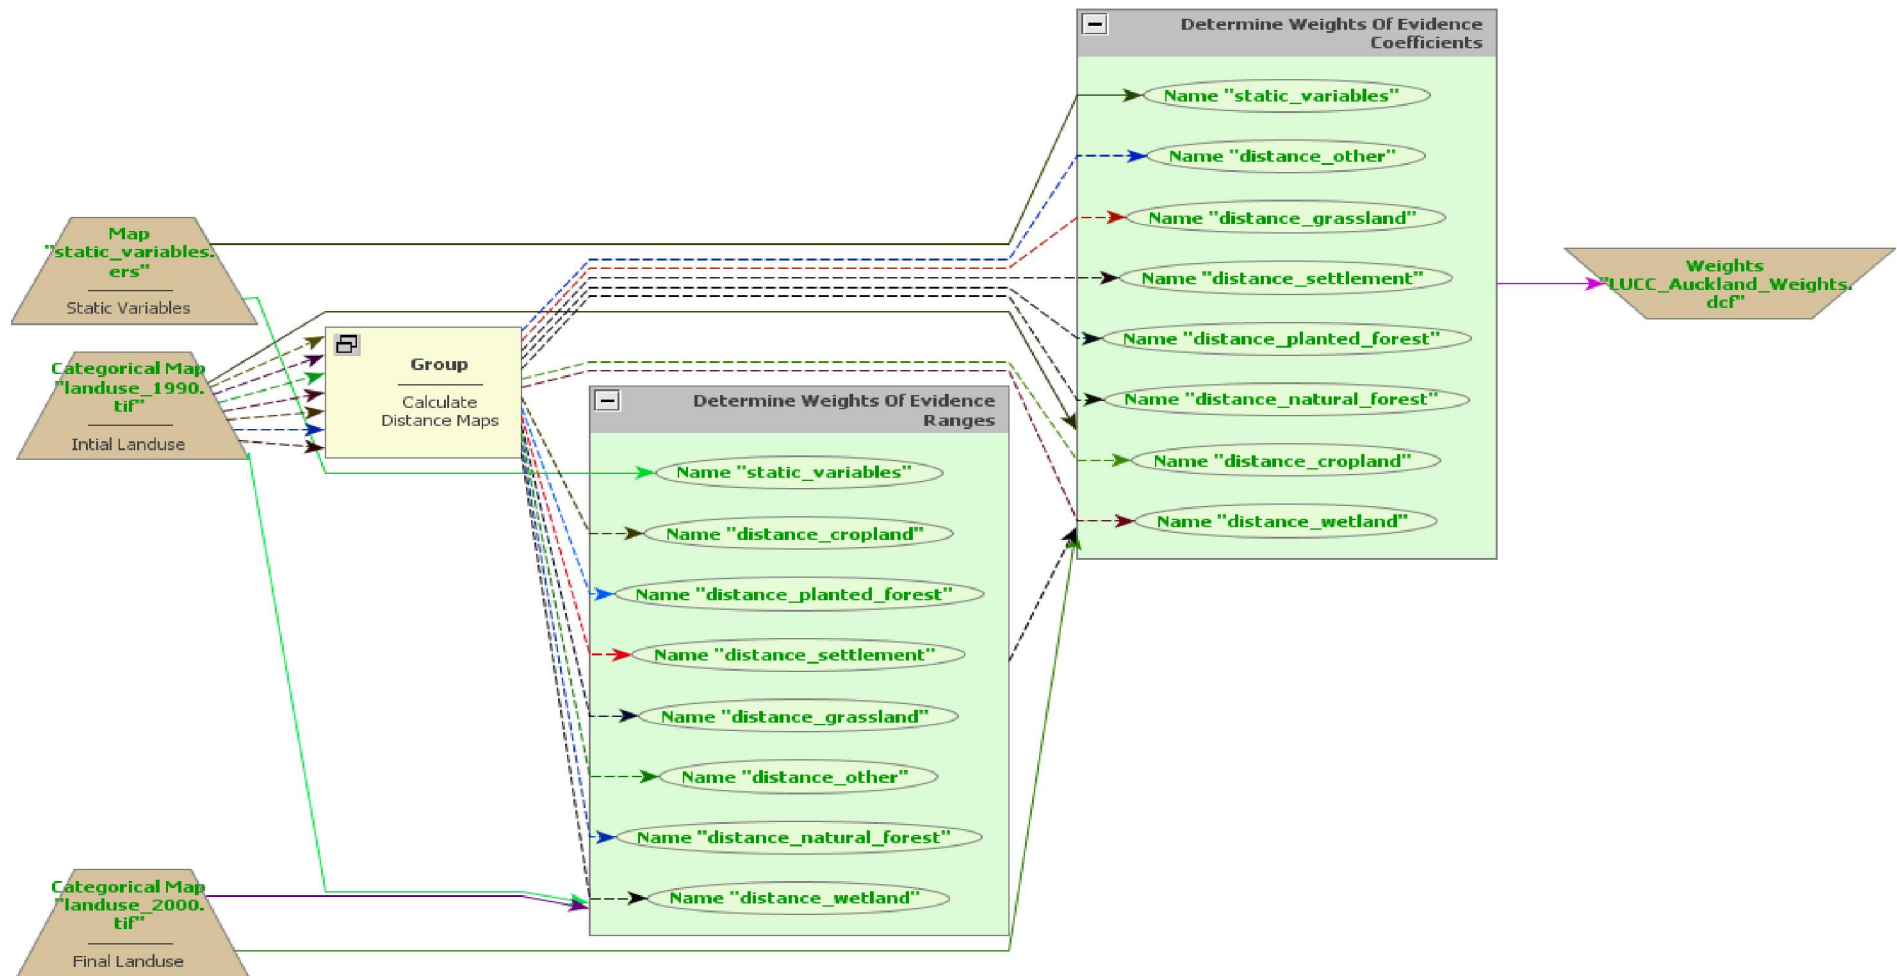 Determine Weights Of Evidence
Coefficients
Name "static_variables"
Name "distance_other"
Name "distance_grassland"
Name "distance_settlement"
Name "distance_planted_forest"
Name "distance_natural_forest"
Name "distance_cropland"
Name "distance_wetland"
Map
"static_variables.
ers"
Static Variables
Categorical Map
"landuse_1990.
tif"
Intial Landuse
Group
Calculate
Distance Maps
Determine Weights Of Evidence
Ranges
Name "static_variables"
Name "distance_cropland"
Name "distance_planted_forest"
Name "distance_settlement"
Name "distance_grassland"
Name "distance_other"
Name "distance_natural_forest"
Name "distance_wetland"
Categorical Map
"landuse_2000.
tif"
Final Landuse
Weights
"LUCC_Auckland_Weights.
dcf"